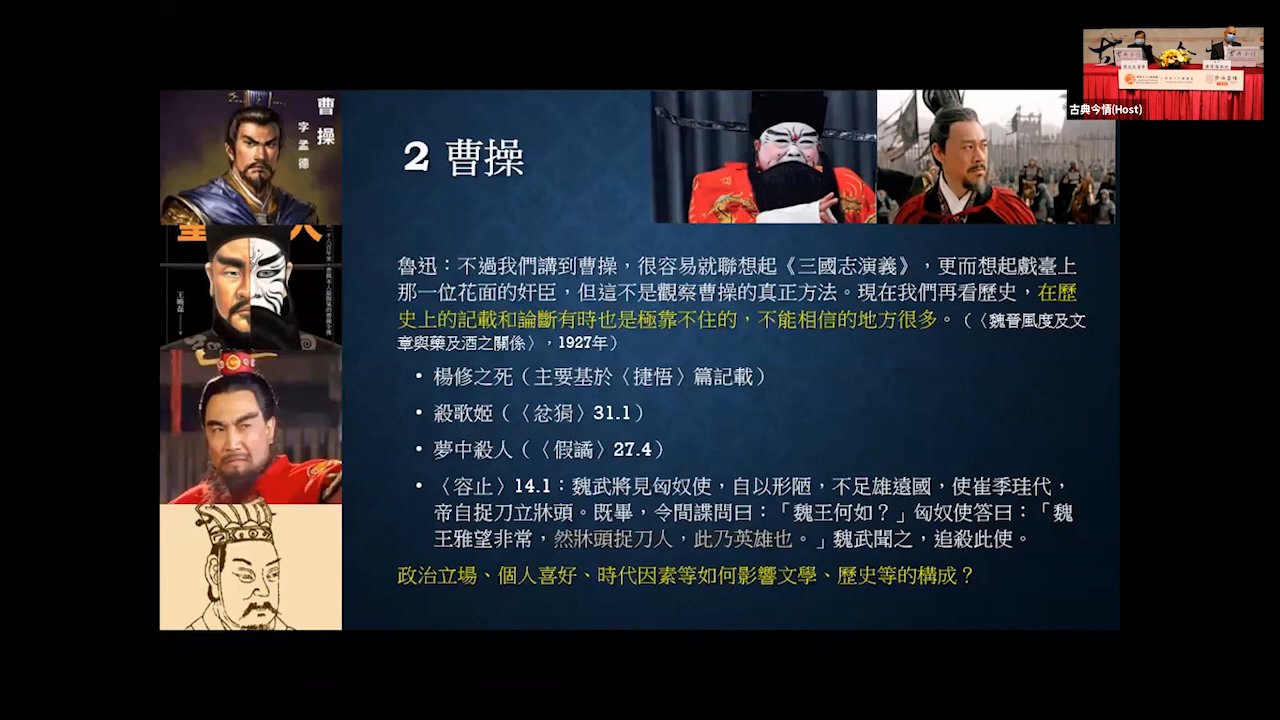 古典今情(Host)
曹操
字孟德
2 曹操
魯迅：不過我們講到曹操，很容易就聯想起《三國志演義》，更而想起戲臺上
那一位花面的奸臣，但這不是觀察曹操的真正方法。現在我們再看歷史，在歷
史上的記載和論斷有時也是極靠不住的，不能相信的地方很多。（〈魏晉風度及文
章與藥及酒之關係〉，1927年）
• 楊修之死（主要基於〈捷悟〉篇記載）
• 殺歌姬（〈忿狷〉31.1）
• 夢中殺人（〈假譎〉27.4）
• 〈容止〉14.1：魏武將見匈奴使，自以形陋，不足雄遠國，使崔季珪代，
帝自捉刀立牀頭。既畢，令間諜問曰：「魏王何如？」匈奴使答曰：「魏
王雅望非常，然牀頭捉刀人，此乃英雄也。」魏武聞之，追殺此使。
政治立場、個人喜好、時代因素等如何影響文學、歷史等的構成？